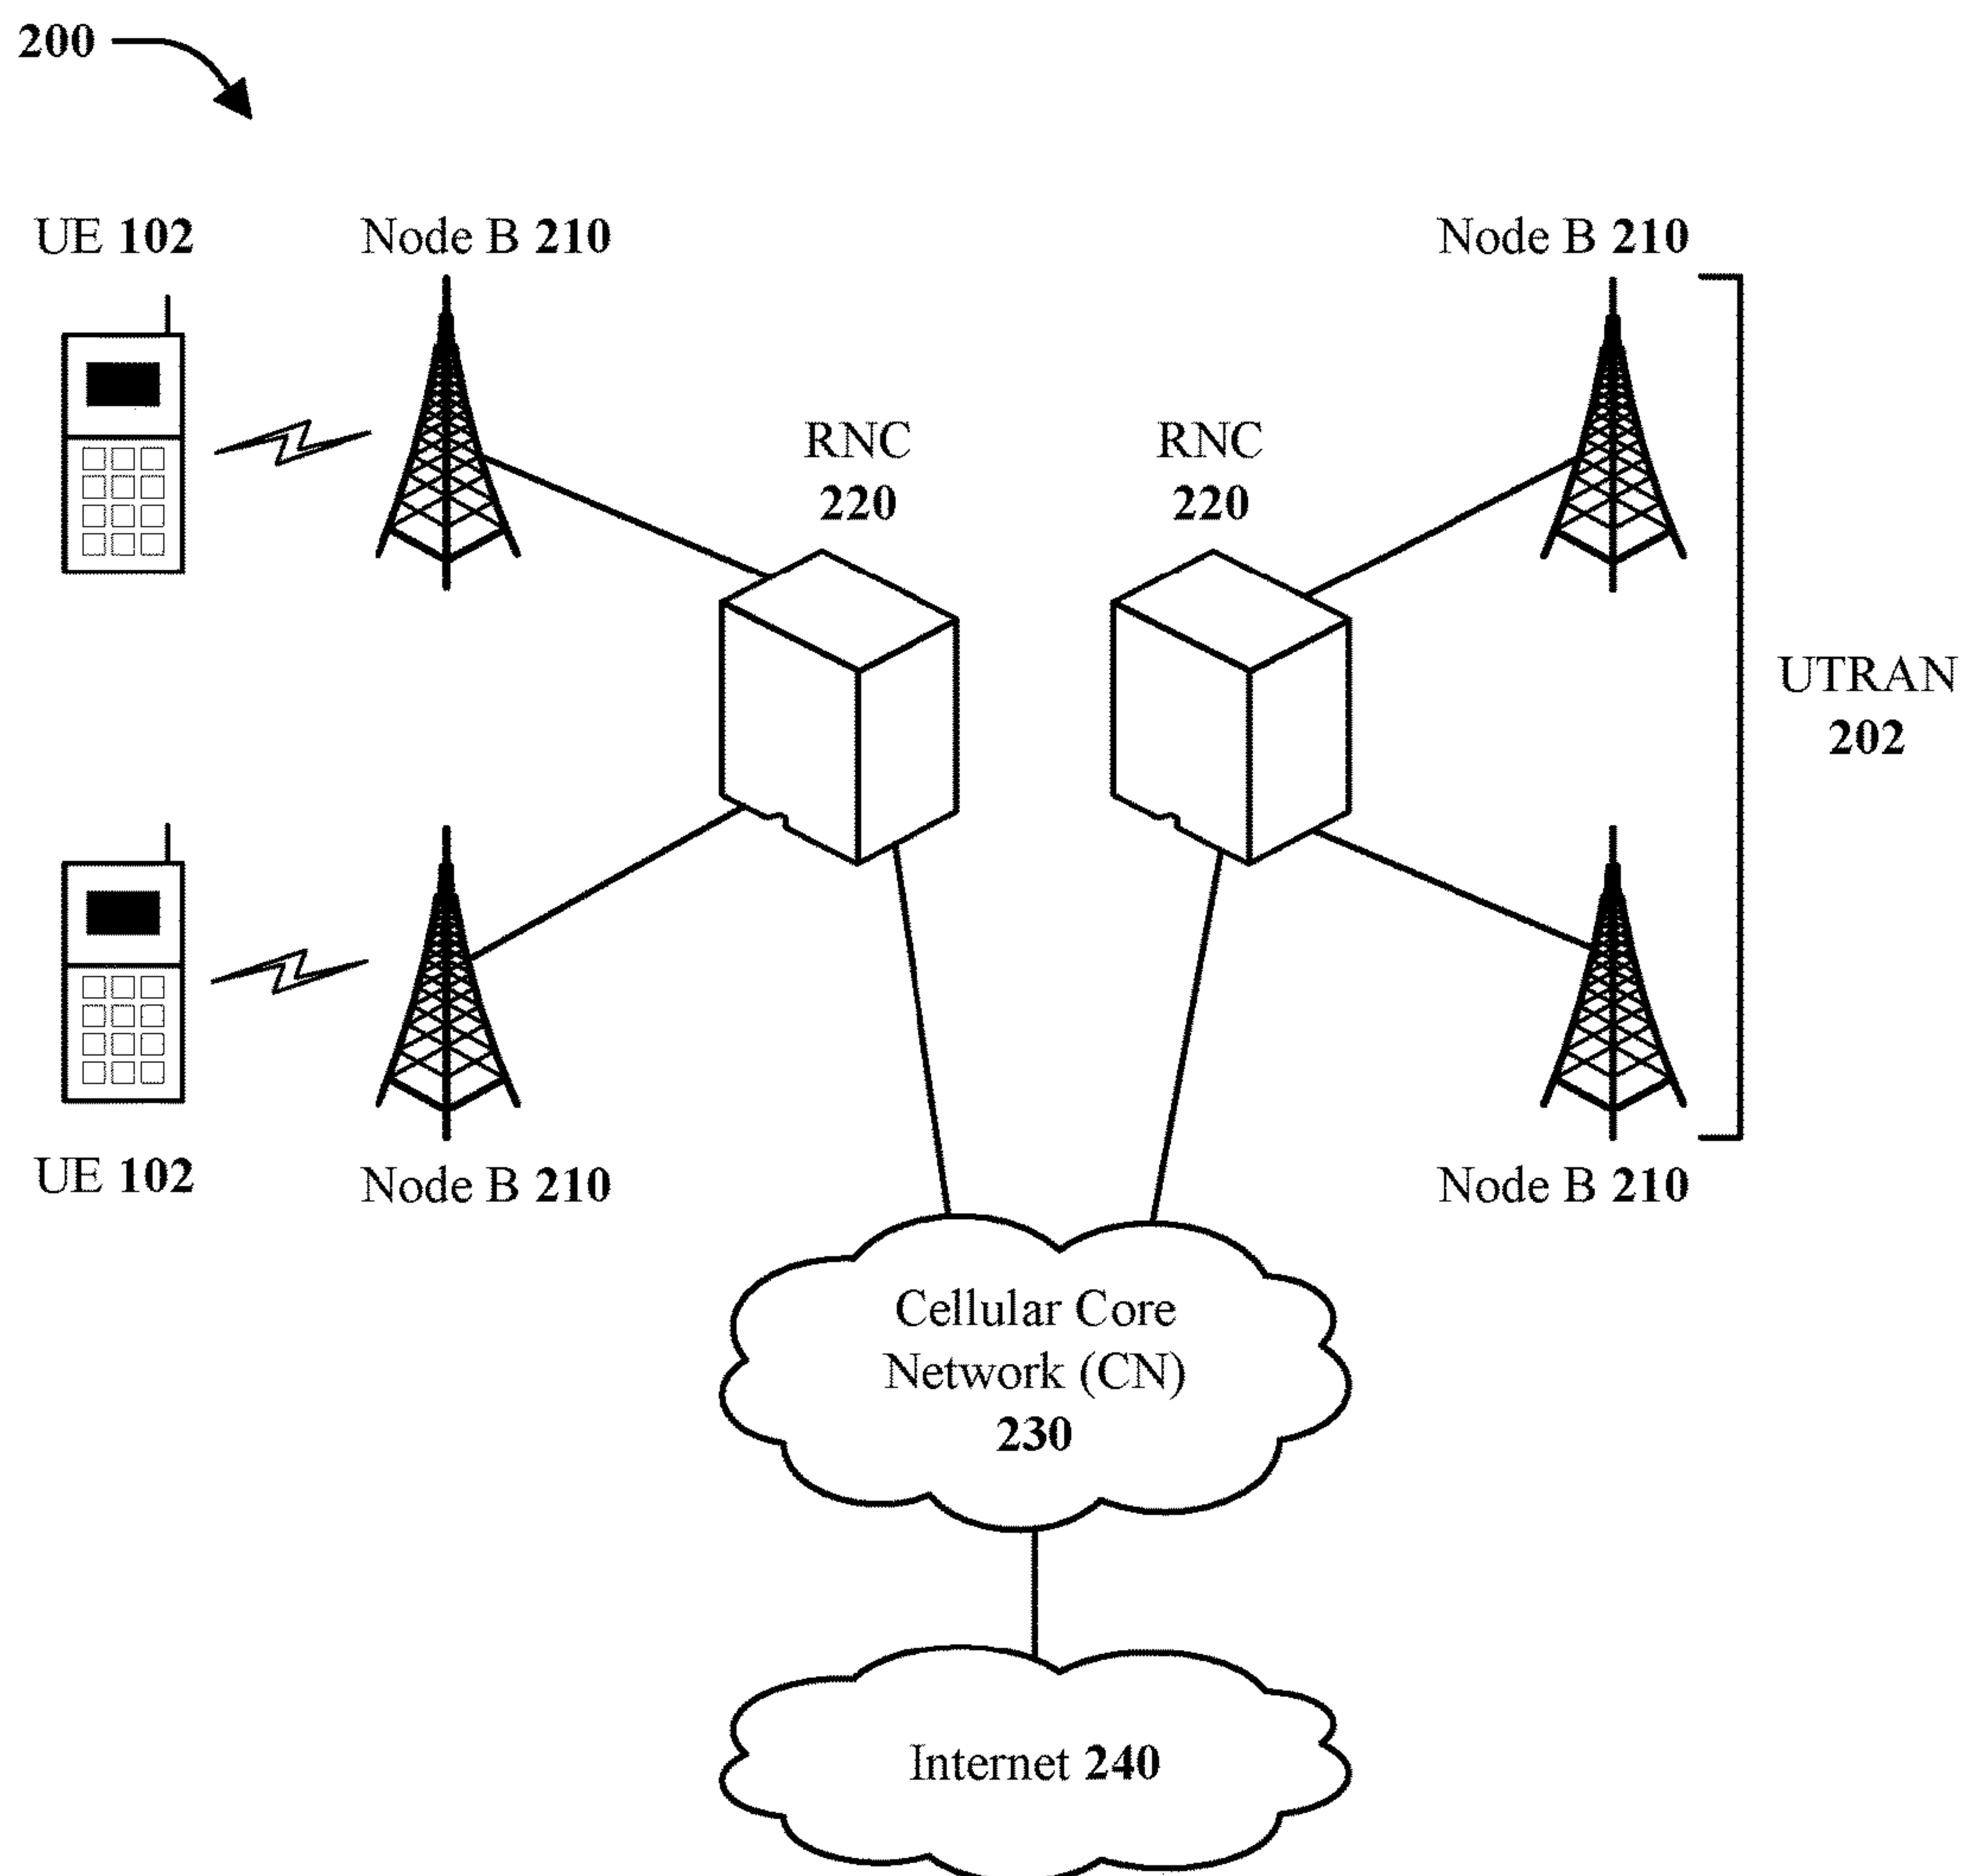 200
UE 102
Node B 210
Node B 210
RNC
220
RNC
220
UTRAN
202
UE 102
Node B 210
Node B 210
Cellular Core
Network (CN)
230
Internet 240